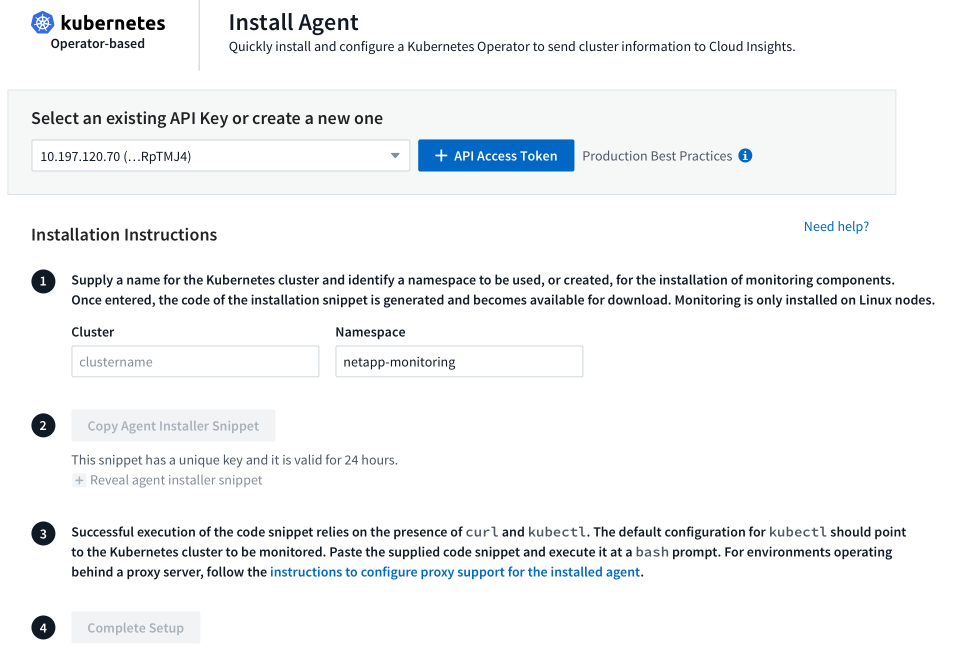 kubernetes
Operator-based
Install Agent
Quickly install and configure a Kubernetes Operator to send cluster information to Cloud Insights.
Select an existing API Key or create a new one
10.197.120.70 (...RpTMJ4)
+ API Access Token
Production Best Practices i
Need help?
Installation Instructions
1
Supply a name for the Kubernetes cluster and identify a namespace to be used, or created, for the installation of monitoring components.
Once entered, the code of the installation snippet is generated and becomes available for download. Monitoring is only installed on Linux nodes.
Cluster
Namespace
clustername
netapp-monitoring
2
Copy Agent Installer Snippet
This snippet has a unique key and it is valid for 24 hours.
+ Reveal agent installer snippet
3
Successful execution of the code snippet relies on the presence of curl and kubectl. The default configuration for kubectl should point
to the Kubernetes cluster to be monitored. Paste the supplied code snippet and execute it at a bash prompt. For environments operating
behind a proxy server, follow the instructions to configure proxy support for the installed agent.
4
Complete Setup